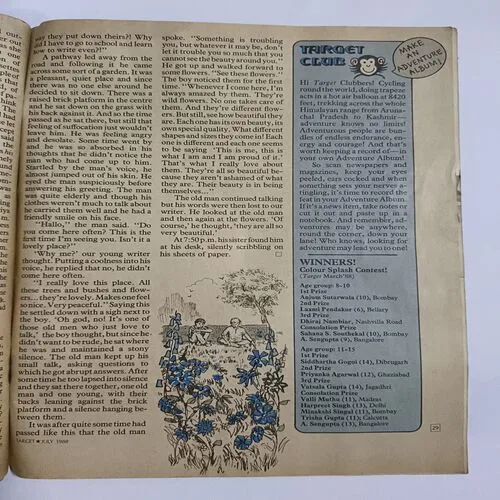 say they put down theirs?! Why
did I have to go to school and learn
how to write even?!"
A pathway led away from the
road and following it he came
across some sort of a garden. It was
a pleasant, quiet place and since
there was no one else around he
decided to sit down. There was a
raised brick platform in the centre
and he sat down on the grass with
his back against it. And so the time
passed as he sat there, but still that
feeling of suffocation just wouldn't
leave him. He was feeling angry
and desolate. Some time went by
and he was so absorbed in his
thoughts that he didn't notice the
man who had come up to him.
Startled by the man's voice, he
almost jumped out of his skin. He
eyed the man suspiciously before
answering his greeting. The man
was quite elderly and though his
clothes weren't much to talk about
he carried them well and he had a
friendly smile on his face.
"Hallo," the man said. "Do
you come here often? This is the
first time I'm seeing you. Isn't it a
lovely place?"
'Why me?' our young writer
thought. Putting a coolness into his
voice, he replied that no, he didn't
come here often.
"I really love this place. All
these trees and bushes and flow-
ers... they're lovely. Makes one feel
so nice. Very peaceful." Saying this
he settled down with a sigh next to
the boy. 'Oh god, no! It's one of
those old men who just love to
talk,' the boy thought, but since he
didn't want to be rude, he sat where
he was and maintained a stony
silence. The old man kept up his
small talk, asking questions to
which he got abrupt answers. After
some time he too lapsed into silence
and they sat there together, one old
man and one young, with their
backs leaning against the brick
platform and a silence hanging be-
tween them.
It was after quite some time had
passed like this that the old man
TARGET ★ JULY 1988
spoke. "Something is troubling
you, but whatever it may be, don't
let it trouble you so much that you
cannot see the beauty of this place."
He got up and walked forward to
some flowers. "See these flowers."
The boy noticed them for the first
time. "Whenever I come here, I'm
always amazed by them. They're
wild flowers. No one takes care of
them. And they're different flow-
ers. But still, see how beautiful they
are. Each one has its own beauty, its
own special quality. What different
shapes and sizes they come in! Each
one is different and each one seems
to be saying 'This is me, this is
what I am and I am proud of it.'
That's what I really love about
them. They're all so beautiful be-
cause they aren't ashamed of what
they are. Their beauty is in being
themselves..."
The old man continued talking
but his words were lost to our
writer. He looked at the old man
and then again at the flowers. 'Of
course,' he thought, 'they are all so
very beautiful.'
At 7:50 p.m. his sister found him
at his desk, silently scribbling on
his sheets of paper.
TARGET
CLUB
MAKE
AN
ADVENTURE
ALBUM!
Hi Target Clubbers! Cycling
round the world, doing trapeze
acts in a hot air balloon at 8420
feet, trekking across the whole
Himalayan range from Aruna-
chal Pradesh to Kashmir—
adventure knows no limits!
Adventurous people are bun-
dles of endless endurance, en-
ergy and courage! And that's
worth keeping a record of—in
your own Adventure Album!
So scan newspapers and
magazines, keep your eyes
peeled, ears cocked and when
something sets your nerves a-
tingling, it's time to record the
feat in your Adventure Album.
If it's a news item, take notes or
cut it out and paste up in a
notebook. And remember, ad-
ventures may be anywhere,
round the corner, down your
lane! Who knows, looking for
adventure may lead you to one!
WINNERS!
Colour Splash Contest!
(Target March'88)
Age group: 8-10
1st Prize
Anjum Sutarwala (10), Bombay
2nd Prize
Laxmi Pendakur (6), Bellary
3rd Prize
Dhiraj Nambiar, Nashville Road
Consolation Prize
Sahana S. Southekal (10), Bombay
A. Sengupta (9), Bangalore
Age group: 11-15
1st Prize
Siddhartha Gogoi (14), Dibrugarh
2nd Prize
Priyanka Agarwal (12), Ghaziabad
3rd Prize
Vatsala Gupta (14), Jagadhri
Consolation Prize
Valli Muthu (11), Madras
Harpreet Singh (13), Delhi
Minakshi Singal (11), Bombay
Trisha Gupta (11), Calcutta
A. Sengupta (13), Bangalore
29